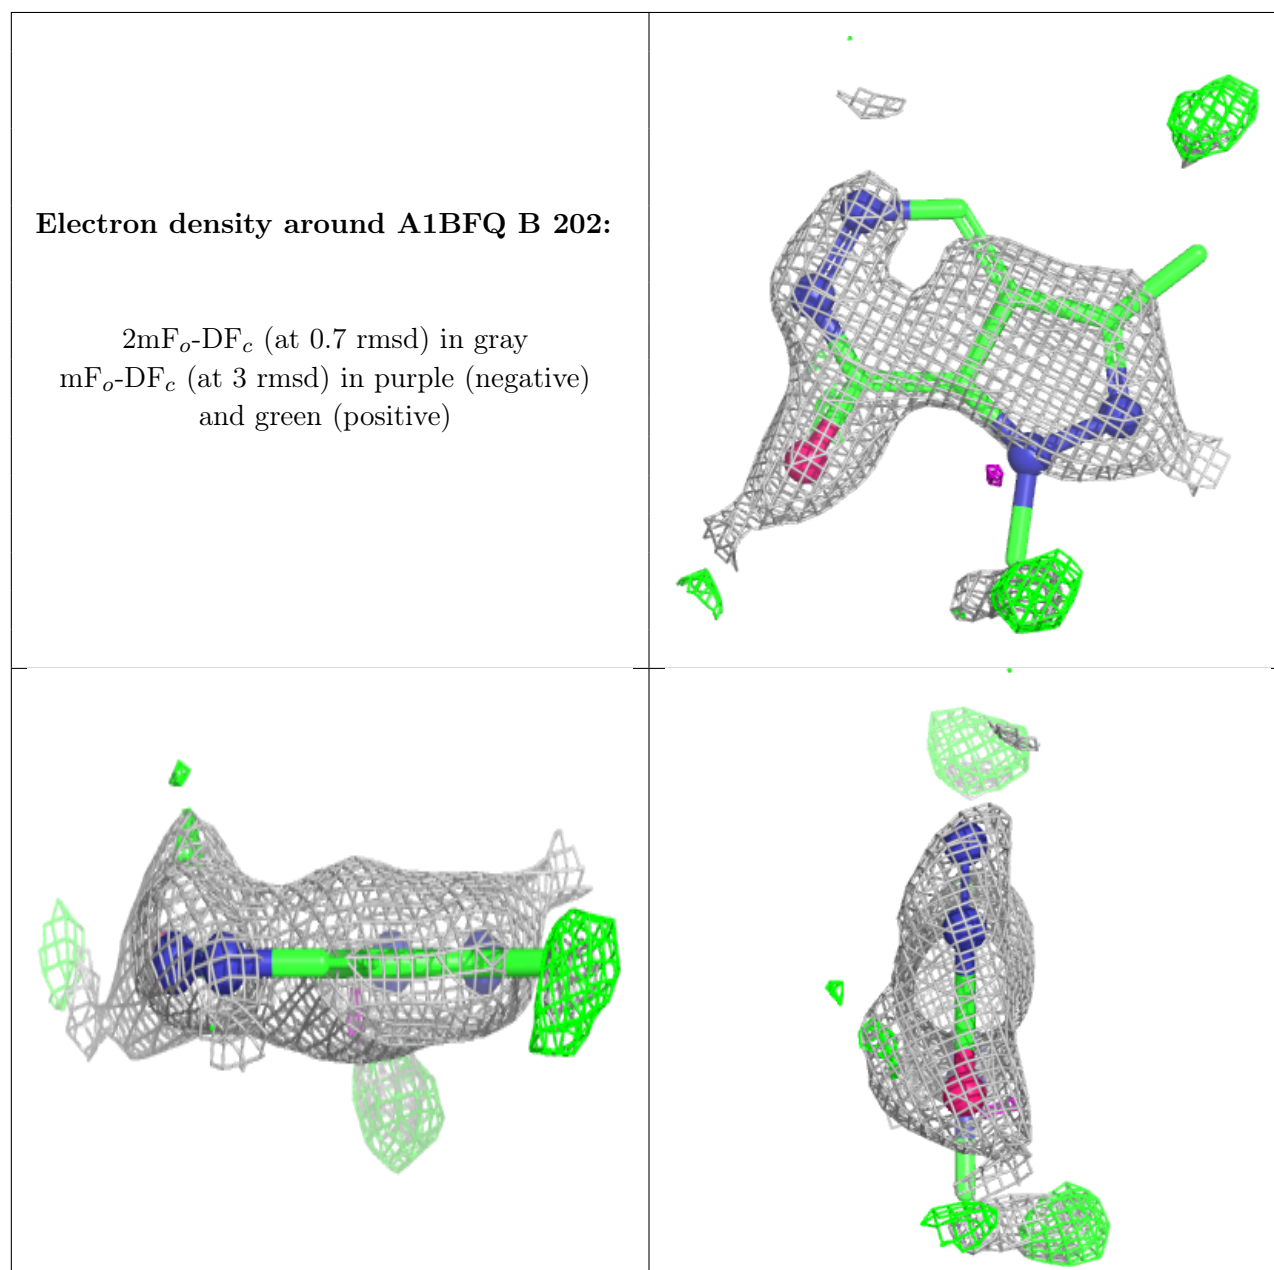 Electron density around A1BFQ B 202:
2mFo-DFc (at 0.7 rmsd) in gray
mFo-DFc (at 3 rmsd) in purple (negative)
and green (positive)